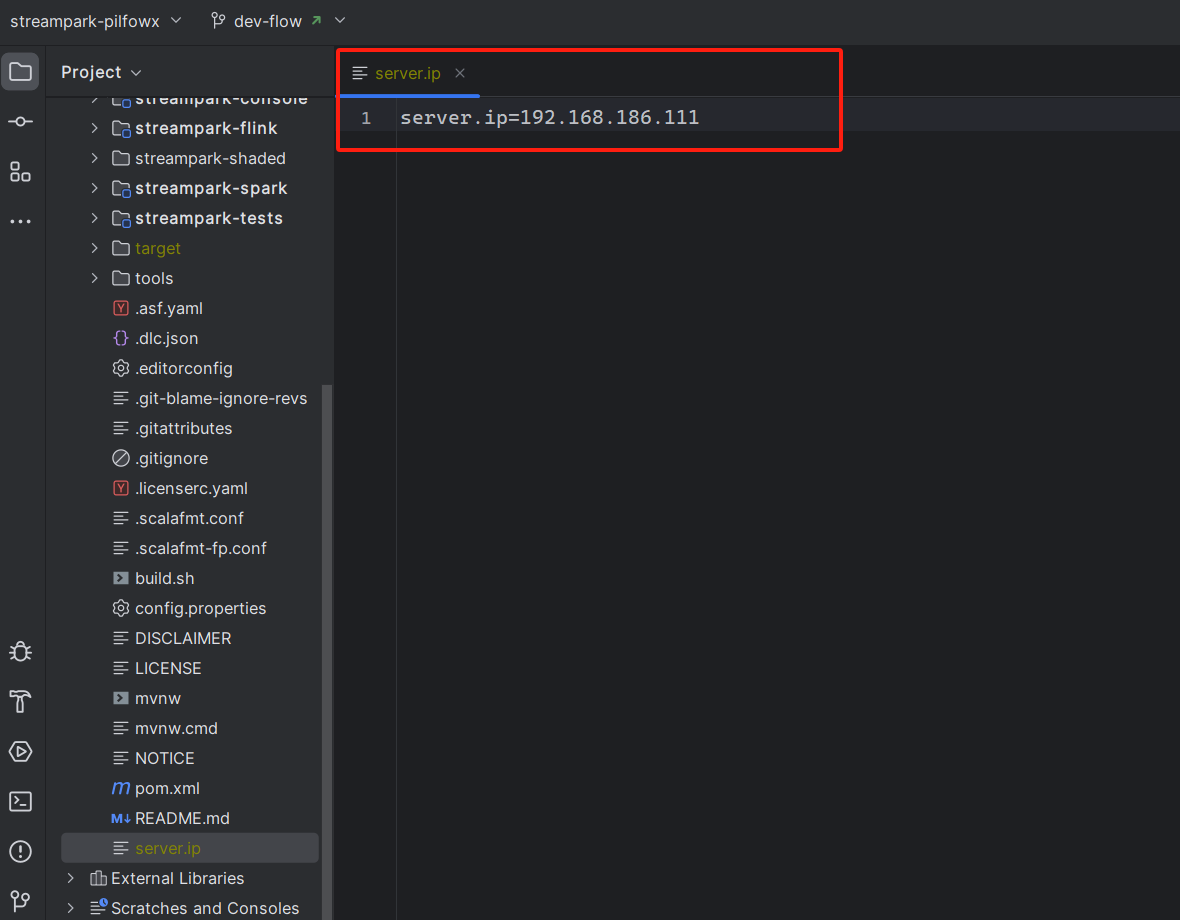 streampark-pilfowx
dev-flow
Project
server.ip
1 server.ip=192.168.186.111
streampark-console
streampark-flink
streampark-shaded
streampark-spark
streampark-tests
target
tools
.asf.yaml
.dlc.json
.editorconfig
.git-blame-ignore-revs
.gitattributes
.gitignore
.licenserc.yaml
.scalafmt.conf
.scalafmt-fp.conf
build.sh
config.properties
DISCLAIMER
LICENSE
mvnw
mvnw.cmd
NOTICE
pom.xml
README.md
server.ip
External Libraries
Scratches and Consoles